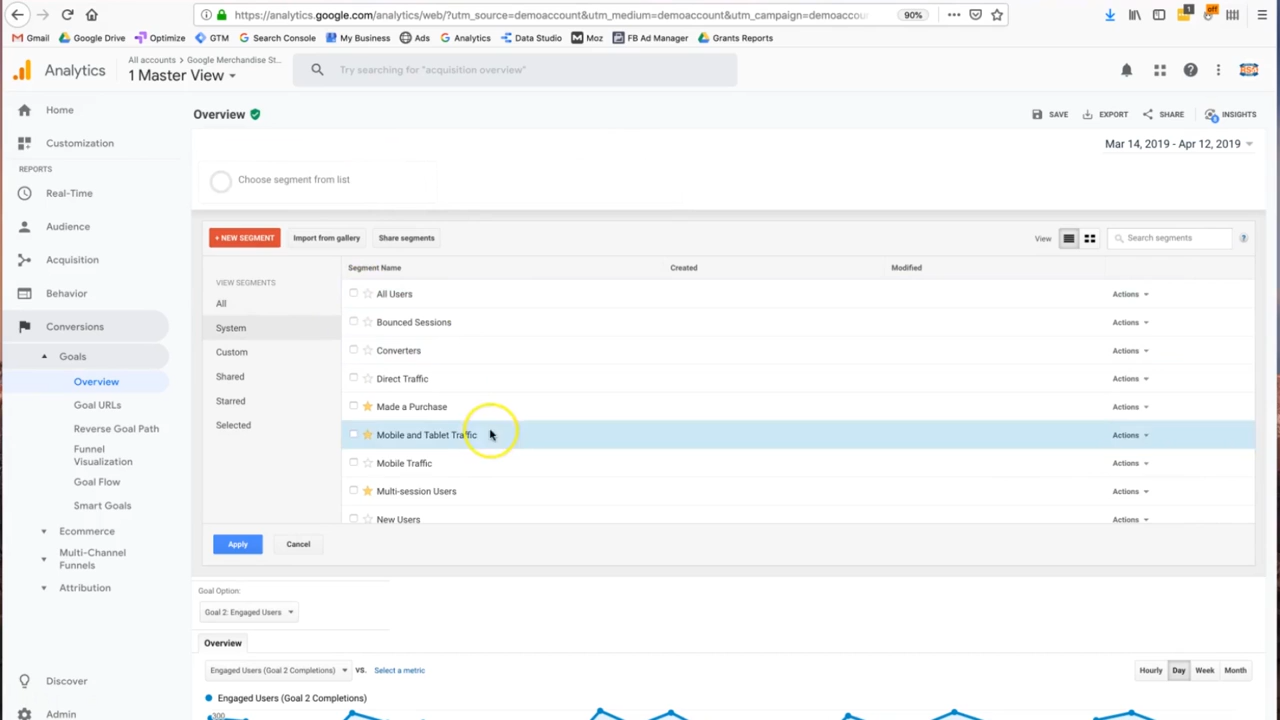 https://analytics.google.com/analytics/web/?utm_source=demoaccount&utm_medium=demoaccount&utm_campaign=demoaccou
90%
1
off
Gmail Google Drive Optimize GTM Search Console My Business Ads Analytics Data Studio Moz FB Ad Manager Grants Reports
Analytics
All accounts > Google Merchandise St...
1 Master View
Try searching for "acquisition overview"
Home
Customization
REPORTS
Real-Time
Audience
Acquisition
Behavior
Conversions
Goals
Overview
Goal URLs
Reverse Goal Path
Funnel
Visualization
Goal Flow
Smart Goals
Ecommerce
Multi-Channel
Funnels
Attribution
Discover
Admin
Overview
SAVE EXPORT SHARE INSIGHTS
Mar 14, 2019 - Apr 12, 2019
Choose segment from list
+ NEW SEGMENT Import from gallery Share segments View Search segments ?
VIEW SEGMENTS
All
System
Custom
Shared
Starred
Selected
Segment Name Created Modified
All Users Actions
Bounced Sessions Actions
Converters Actions
Direct Traffic Actions
Made a Purchase Actions
Mobile and Tablet Traffic Actions
Mobile Traffic Actions
Multi-session Users Actions
New Users Actions
Apply Cancel
Goal Option:
Goal 2: Engaged Users
Overview
Engaged Users (Goal 2 Completions) VS. Select a metric Hourly Day Week Month
Engaged Users (Goal 2 Completions)
300